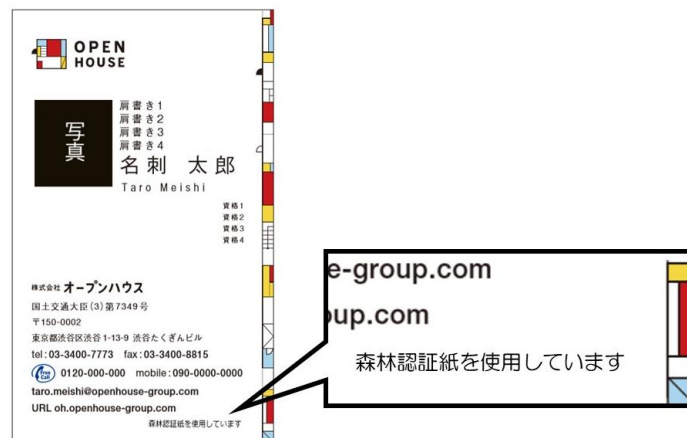 OPEN
HOUSE
写真
肩書き1
肩書き2
肩書き3
肩書き4
名刺 太郎
Taro Meishi
資格1
資格2
資格3
資格4
株式会社 オープンハウス
国土交通大臣(3)第7349号
〒150-0002
東京都渋谷区渋谷1-13-9 渋谷たくぎんビル
tel:03-3400-7773 fax:03-3400-8815
Free Call 0120-000-000 mobile:090-0000-0000
taro.meishi@openhouse-group.com
URL oh.openhouse-group.com
森林認証紙を使用しています
e-group.com
up.com
森林認証紙を使用しています